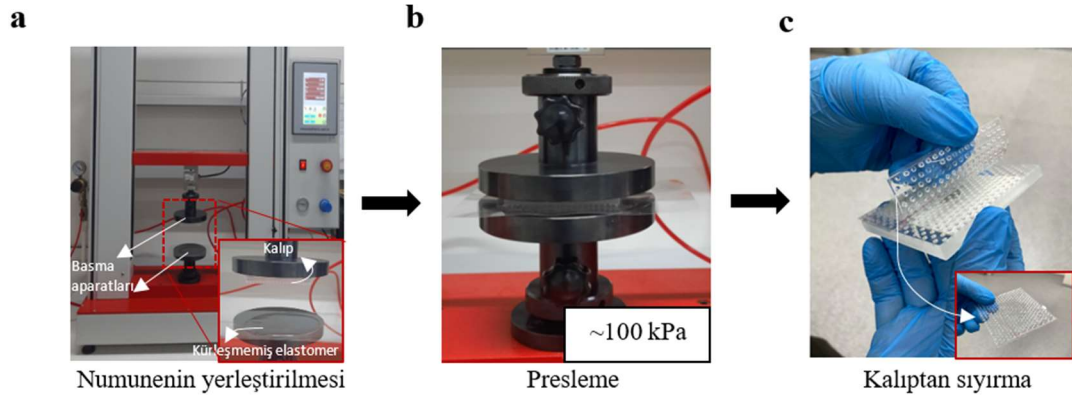 a
b
c
Basma
aparatları
Kalıp
Kürleşmemiş elastomer
~100 kPa
Numunenin yerleştirilmesi
Presleme
Kalıptan sıyırma